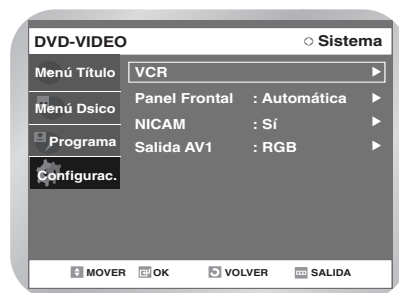 DVD-VIDEO Sistema
Menú Título
Menú Dsico
Programa
Configurac.
VCR
Panel Frontal : Automática
NICAM : Sí
Salida AV1 : RGB
MOVER OK VOLVER SALIDA